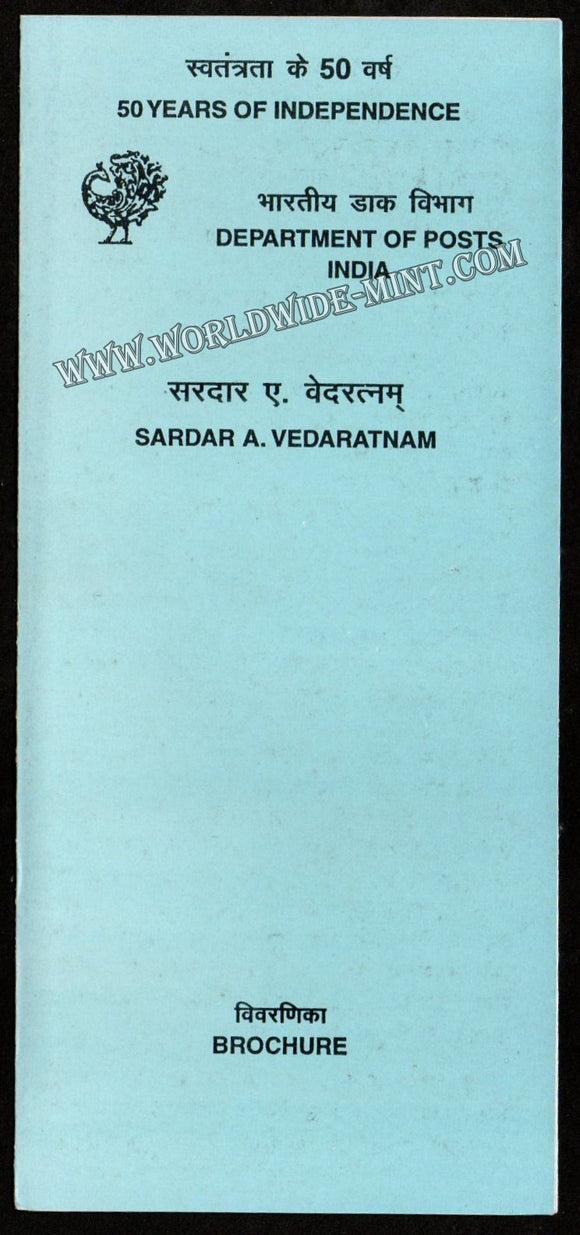 स्वतंत्रता के 50 वर्ष
50 YEARS OF INDEPENDENCE
भारतीय डाक विभाग
DEPARTMENT OF POSTS
INDIA
WWW.WORLDWIDE-MINT.COM
सरदार ए. वेदरत्नम्
SARDAR A. VEDARATNAM
विवरणिका
BROCHURE